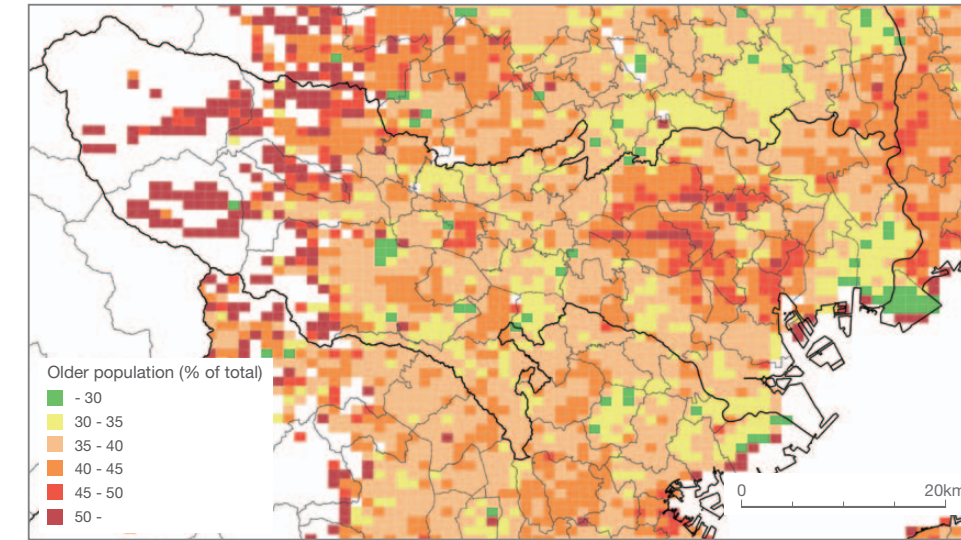 Older population (% of total)
- 30
30 - 35
35 - 40
40 - 45
45 - 50
50 -
0 20km